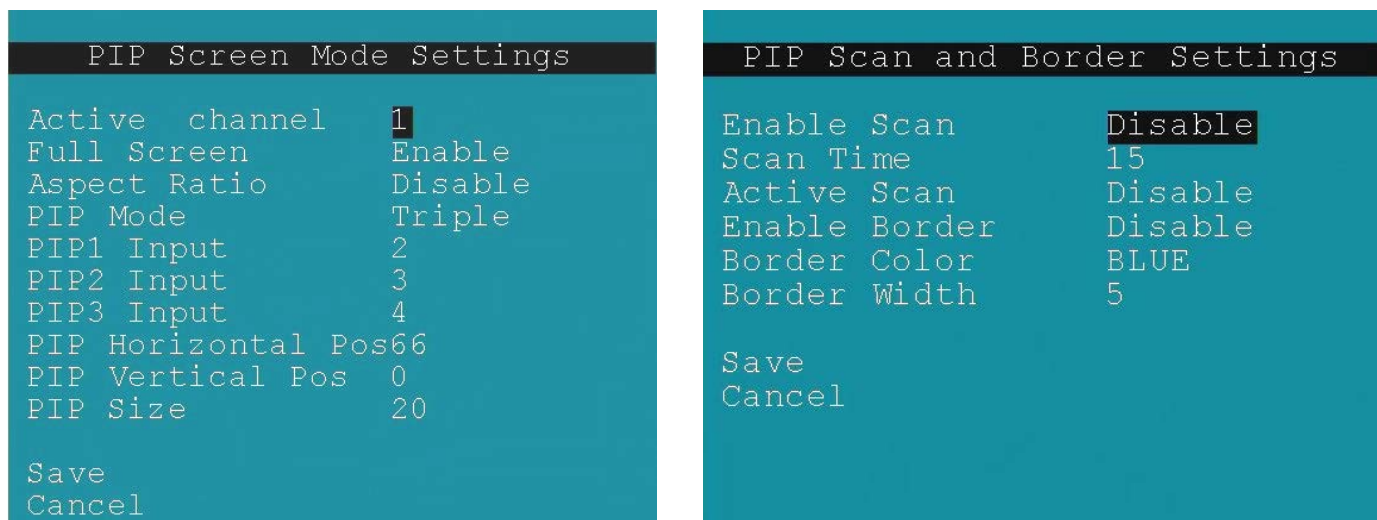 PIP Screen Mode Settings
Active channel 1
Full Screen Enable
Aspect Ratio Disable
PIP Mode Triple
PIP1 Input 2
PIP2 Input 3
PIP3 Input 4
PIP Horizontal Pos66
PIP Vertical Pos 0
PIP Size 20
Save
Cancel
PIP Scan and Border Settings
Enable Scan Disable
Scan Time 15
Active Scan Disable
Enable Border Disable
Border Color BLUE
Border Width 5
Save
Cancel